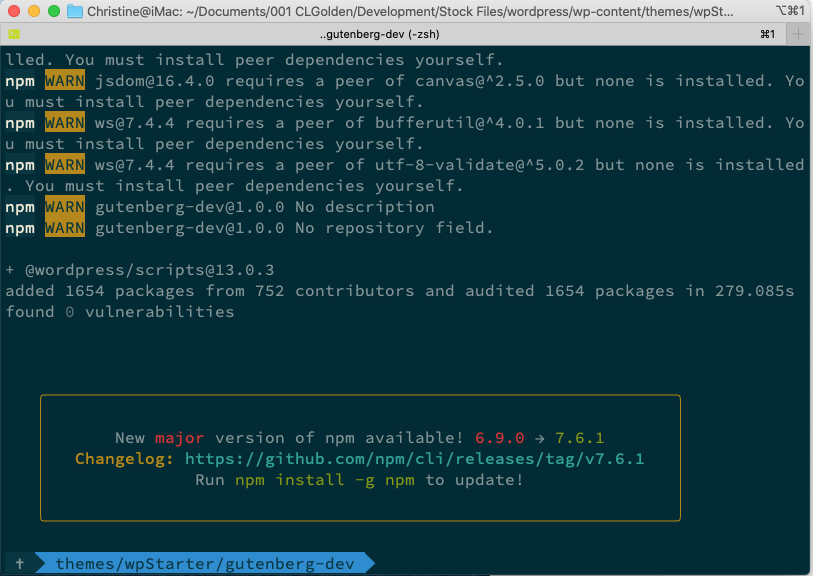 Christine@iMac: ~/Documents/001 CLGolden/Development/Stock Files/wordpress/wp-content/themes/wpSt... ⌥⌘1
..gutenberg-dev (-zsh) ⌘1 +
lled. You must install peer dependencies yourself.
npm WARN jsdom@16.4.0 requires a peer of canvas@^2.5.0 but none is installed. Yo
u must install peer dependencies yourself.
npm WARN ws@7.4.4 requires a peer of bufferutil@^4.0.1 but none is installed. Yo
u must install peer dependencies yourself.
npm WARN ws@7.4.4 requires a peer of utf-8-validate@^5.0.2 but none is installed
. You must install peer dependencies yourself.
npm WARN gutenberg-dev@1.0.0 No description
npm WARN gutenberg-dev@1.0.0 No repository field.
+ @wordpress/scripts@13.0.3
added 1654 packages from 752 contributors and audited 1654 packages in 279.085s
found 0 vulnerabilities
New major version of npm available! 6.9.0 → 7.6.1
Changelog: https://github.com/npm/cli/releases/tag/v7.6.1
Run npm install -g npm to update!
† themes/wpStarter/gutenberg-dev